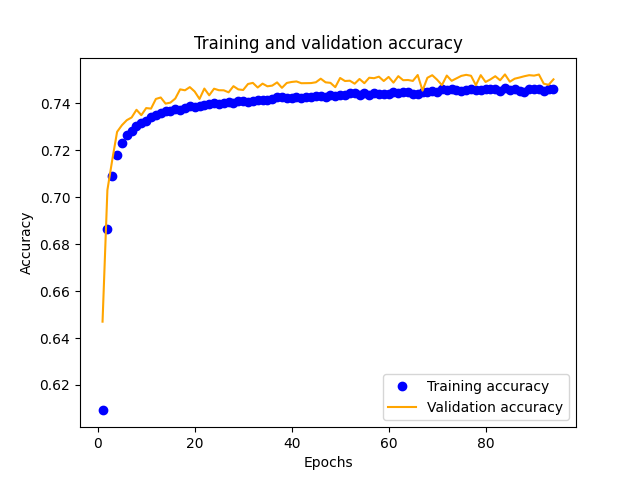 Training and validation accuracy
Accuracy
0.74
0.72
0.70
0.68
0.66
0.64
0.62
Training accuracy
Validation accuracy
0 20 40 60 80
Epochs